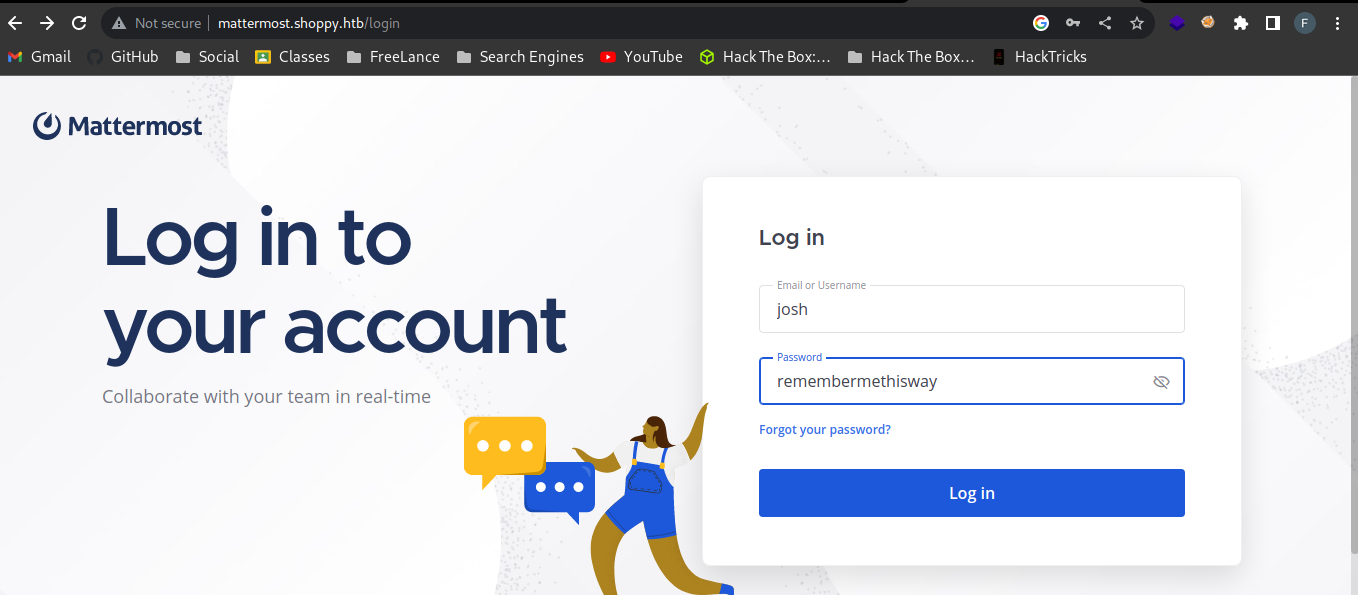 Not secure | mattermost.shoppy.htb/login
F
Gmail GitHub Social Classes FreeLance Search Engines YouTube Hack The Box:... Hack The Box... HackTricks
Mattermost
Log in to
your account
Collaborate with your team in real-time
Log in
Email or Username
josh
Password
remembermethisway
Forgot your password?
Log in